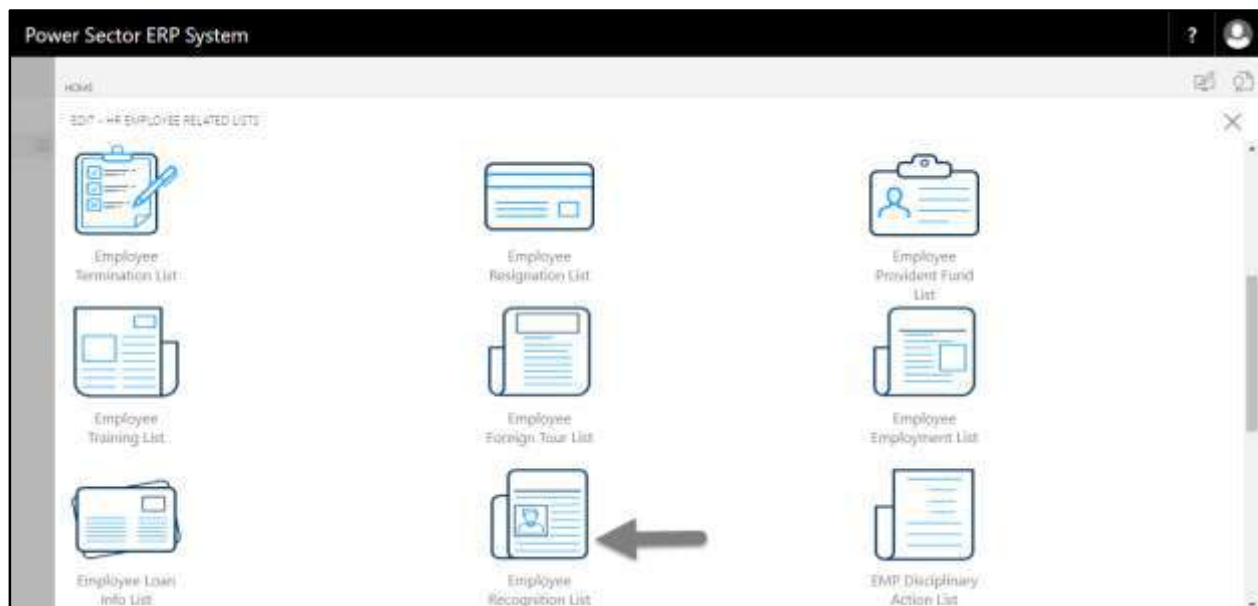 Power Sector ERP System
?
HOME
EDIT - HR EMPLOYEE RELATED LISTS
Employee
Termination List
Employee
Resignation List
Employee
Provident Fund
List
Employee
Training List
Employee
Foreign Tour List
Employee
Employment List
Employee Loan
Info List
Employee
Recognition List
EMP Disciplinary
Action List